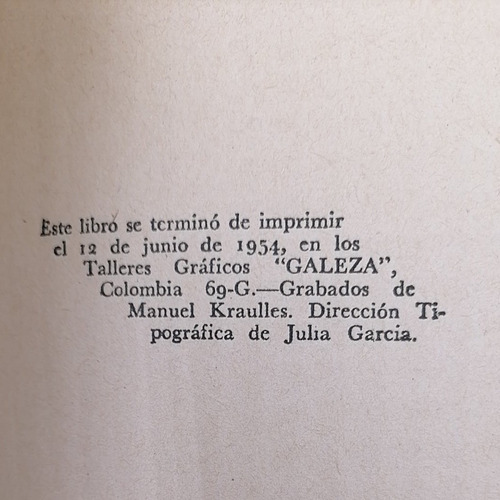 Este libro se terminó de imprimir
el 12 de junio de 1954, en los
Talleres Gráficos "GALEZA",
Colombia 69-G.—Grabados de
Manuel Kraulles. Dirección Ti-
pográfica de Julia Garcia.